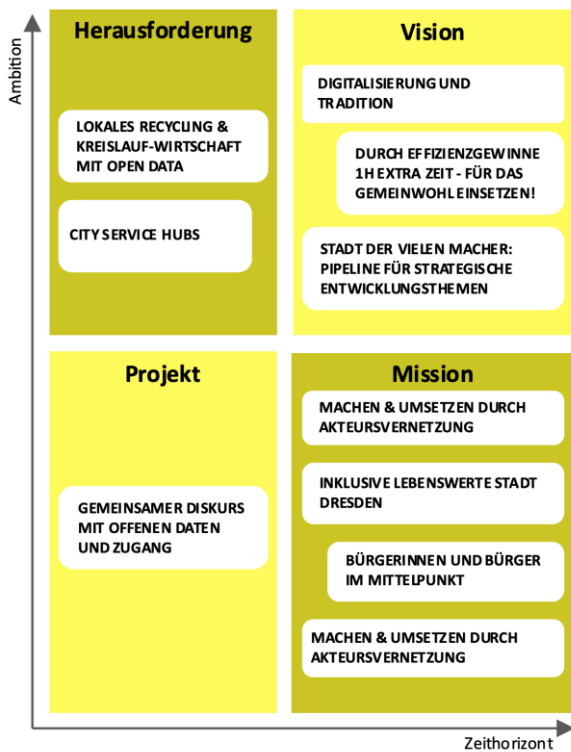 Ambition
Herausforderung
LOKALES RECYCLING &
KREISLAUF-WIRTSCHAFT
MIT OPEN DATA
CITY SERVICE HUBS
Vision
DIGITALISIERUNG UND
TRADITION
DURCH EFFIZIENZGEWINNE
1H EXTRA ZEIT - FÜR DAS
GEMEINWOHL EINSETZEN!
STADT DER VIELEN MACHER:
PIPELINE FÜR STRATEGISCHE
ENTWICKLUNGSTHEMEN
Projekt
GEMEINSAMER DISKURS
MIT OFFENEN DATEN
UND ZUGANG
Mission
MACHEN & UMSETZEN DURCH
AKTEURSVERNETZUNG
INKLUSIVE LEBENSWERTE STADT
DRESDEN
BÜRGERINNEN UND BÜRGER
IM MITTELPUNKT
MACHEN & UMSETZEN DURCH
AKTEURSVERNETZUNG
Zeithorizont